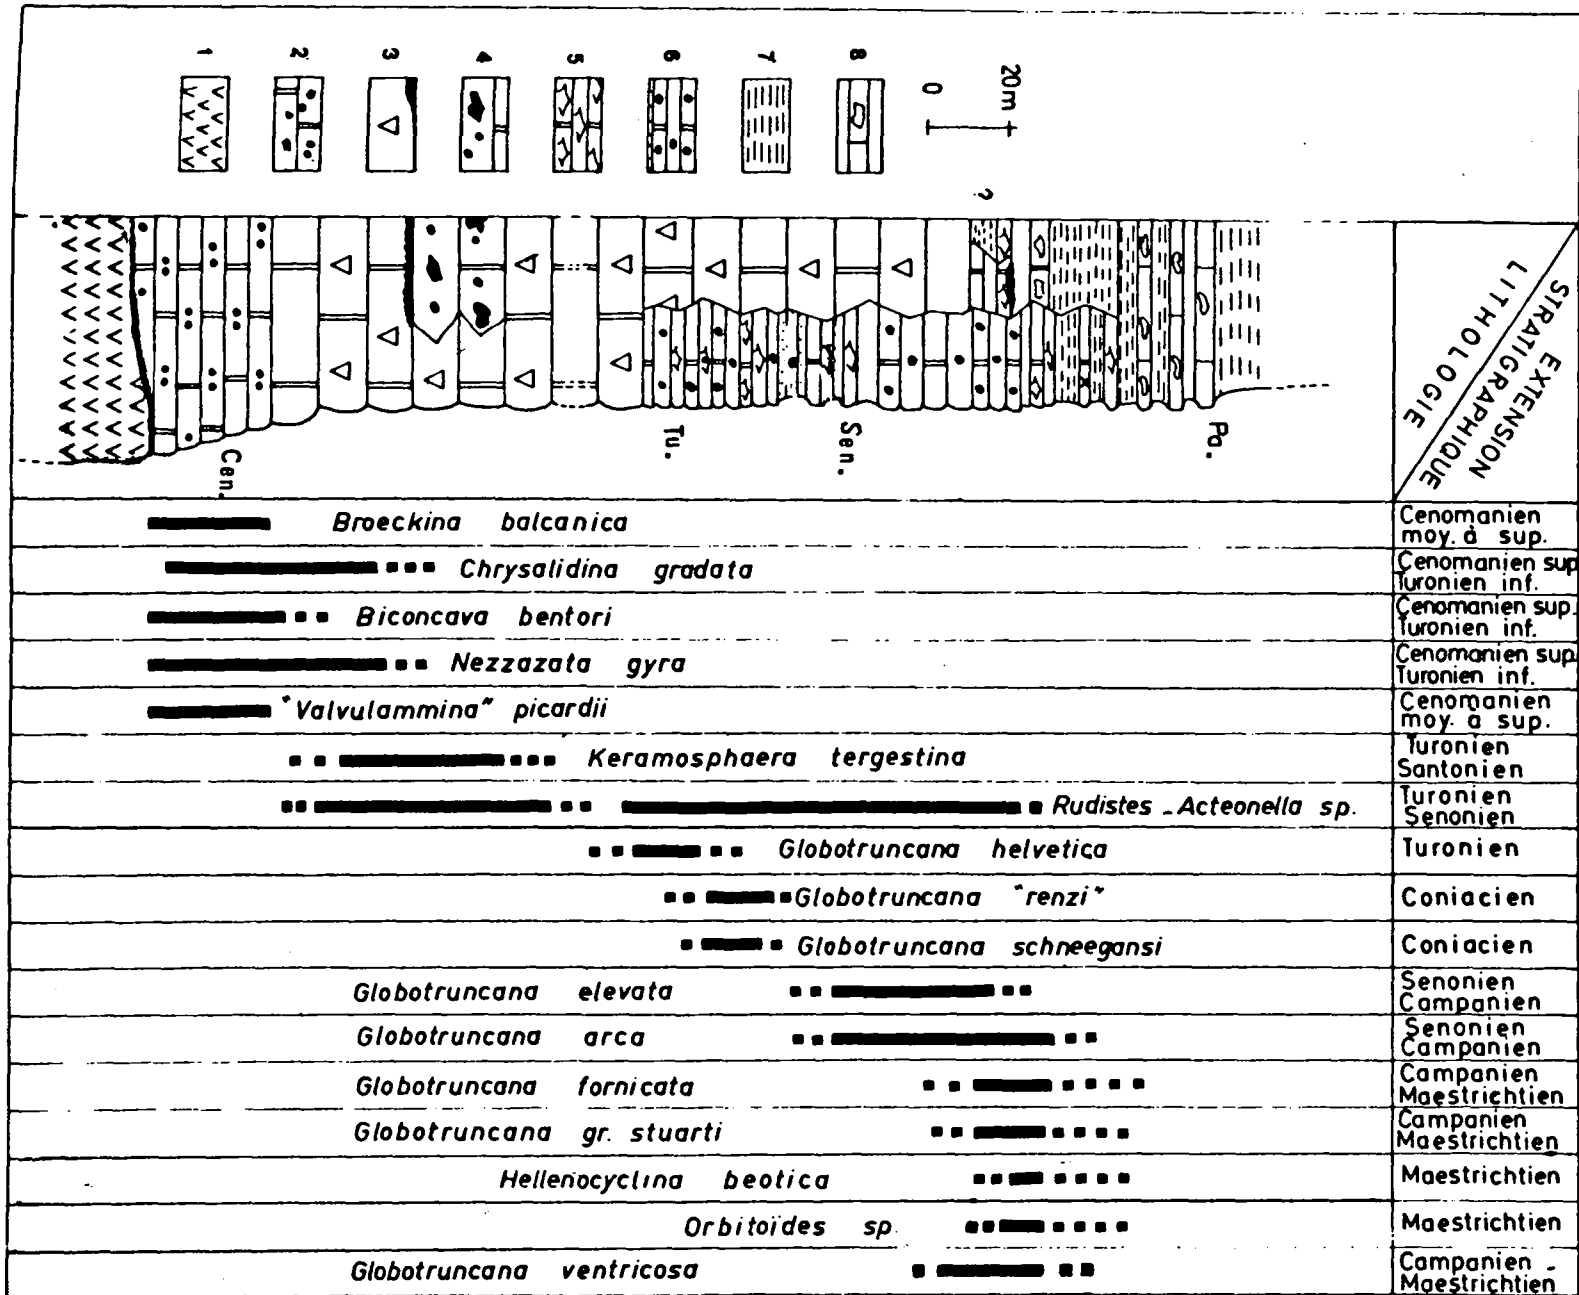 1 2 3 4 5 6 7 8
0 20m
?
LITHOLOGIE
EXTENSION
STRATIGRAPHIQUE
Cen. Tu. Sen. Pa.
Broeckina balcanica
Cenomanien
moy. à sup.
Chrysalidina gradata
Cenomanien sup
Turonien inf.
Biconcava bentori
Cenomanien sup.
Turonien inf.
Nezzazata gyra
Cenomanien sup.
Turonien inf.
"Valvulammina" picardii
Cenomanien
moy. à sup.
Keramosphaera tergestina
Turonien
Santonien
Rudistes - Acteonella sp.
Turonien
Senonien
Globotruncana helvetica
Turonien
Globotruncana "renzi"
Coniacien
Globotruncana schneegansi
Coniacien
Globotruncana elevata
Senonien
Campanien
Globotruncana arca
Senonien
Campanien
Globotruncana fornicata
Campanien
Maestrichtien
Globotruncana gr. stuarti
Campanien
Maestrichtien
Hellenocyclina beotica
Maestrichtien
Orbitoïdes sp.
Maestrichtien
Globotruncana ventricosa
Campanien -
Maestrichtien